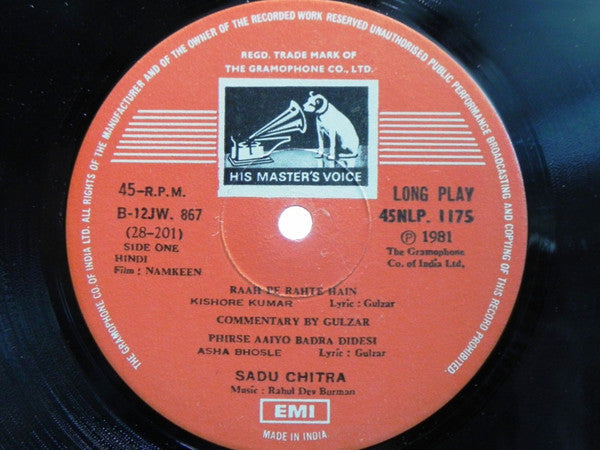 ALL RIGHTS OF THE MANUFACTURER AND OF THE OWNER OF THE RECORDED WORK RESERVED UNAUTHORISED PUBLIC PERFORMANCE BROADCASTING AND COPYING OF THIS RECORD PROHIBITED.
THE GRAMOPHONE CO. OF INDIA LTD.
REGD. TRADE MARK OF
THE GRAMOPHONE CO., LTD.
HIS MASTER'S VOICE
45-R.P.M.
B-12JW. 867
(28-201)
SIDE ONE
HINDI
Film : NAMKEEN
LONG PLAY
45NLP. 1175
℗ 1981
The Gramophone
Co. of India Ltd,
RAAH PE RAHTE HAIN
KISHORE KUMAR Lyric : Gulzar
COMMENTARY BY GULZAR
PHIRSE AAIYO BADRA DIDESI
ASHA BHOSLE Lyric : Gulzar
SADU CHITRA
Music : Rahul Dev Burman
EMI
MADE IN INDIA